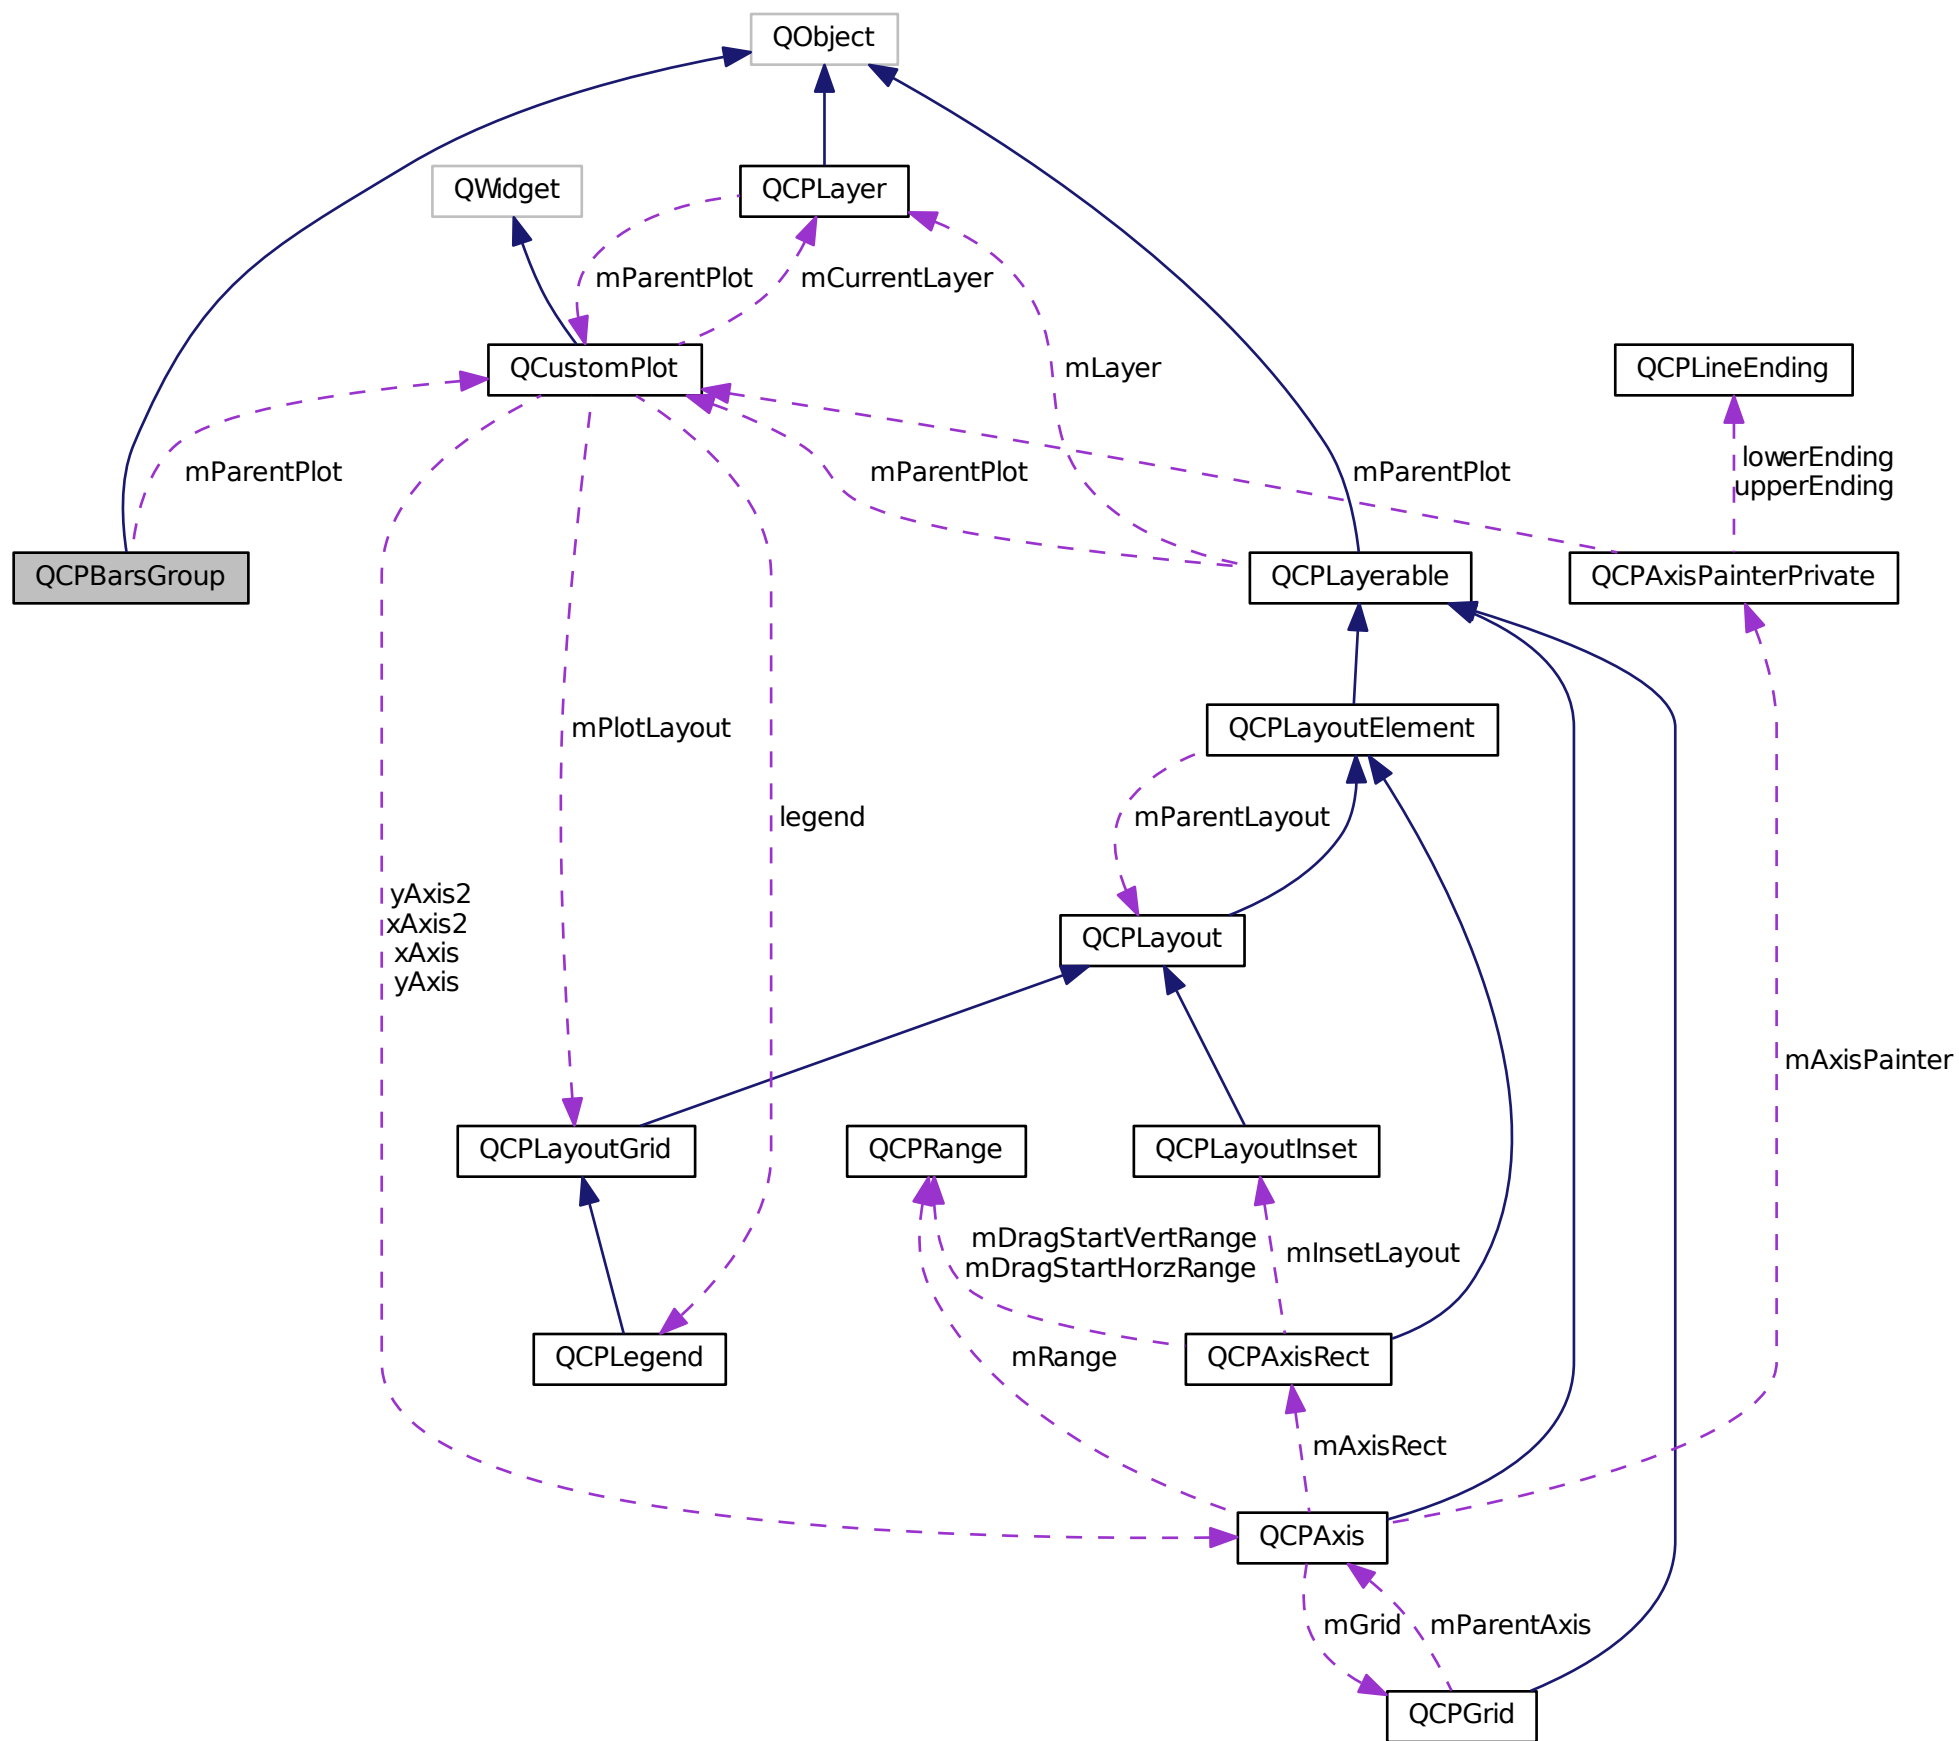 QObject
QWidget
QCPLayer
mParentPlot
mCurrentLayer
QCustomPlot
mLayer
QCPLineEnding
mParentPlot
mParentPlot
mParentPlot
lowerEnding
upperEnding
QCPBarsGroup
QCPLayerable
QCPAxisPainterPrivate
mPlotLayout
QCPLayoutElement
legend
mParentLayout
yAxis2
xAxis2
xAxis
yAxis
QCPLayout
mAxisPainter
QCPLayoutGrid
QCPRange
QCPLayoutInset
mDragStartVertRange
mDragStartHorzRange
mInsetLayout
QCPLegend
mRange
QCPAxisRect
mAxisRect
QCPAxis
mGrid
mParentAxis
QCPGrid